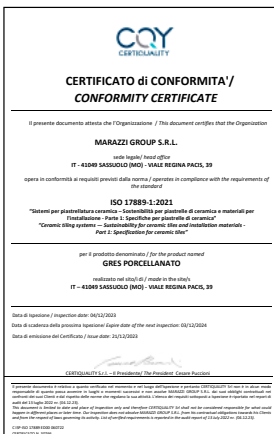 CQY
CERTIQUALITY
CERTIFICATO di CONFORMITA'/
CONFORMITY CERTIFICATE
Il presente documento attesta che l'Organizzazione / This document certifies that the Organization
MARAZZI GROUP S.R.L.
sede legale/ head office
IT - 41049 SASSUOLO (MO) - VIALE REGINA PACIS, 39
opera in conformità ai requisiti previsti dalla norma / operates in compliance with the requirements of
the standard
ISO 17889-1:2021
"Sistemi per piastrellatura ceramica – Sostenibilità per piastrelle di ceramica e materiali per
l'installazione - Parte 1: Specifiche per piastrelle di ceramica"
"Ceramic tiling systems — Sustainability for ceramic tiles and installation materials -
Part 1: Specification for ceramic tiles"
per il prodotto denominato / for the product named
GRES PORCELLANATO
realizzato nel sito/i di / made in the site/s
IT – 41049 SASSUOLO (MO) - VIALE REGINA PACIS, 39
Data di Ispezione / Inspection date: 04/12/2023
Data di scadenza della prossima Ispezione/ Expire date of the next inspection: 03/12/2024
Data di emissione del Certificato / Issue date: 21/12/2023
CERTIQUALITY S.r.l. – Il Presidente/ The President Cesare Puccioni